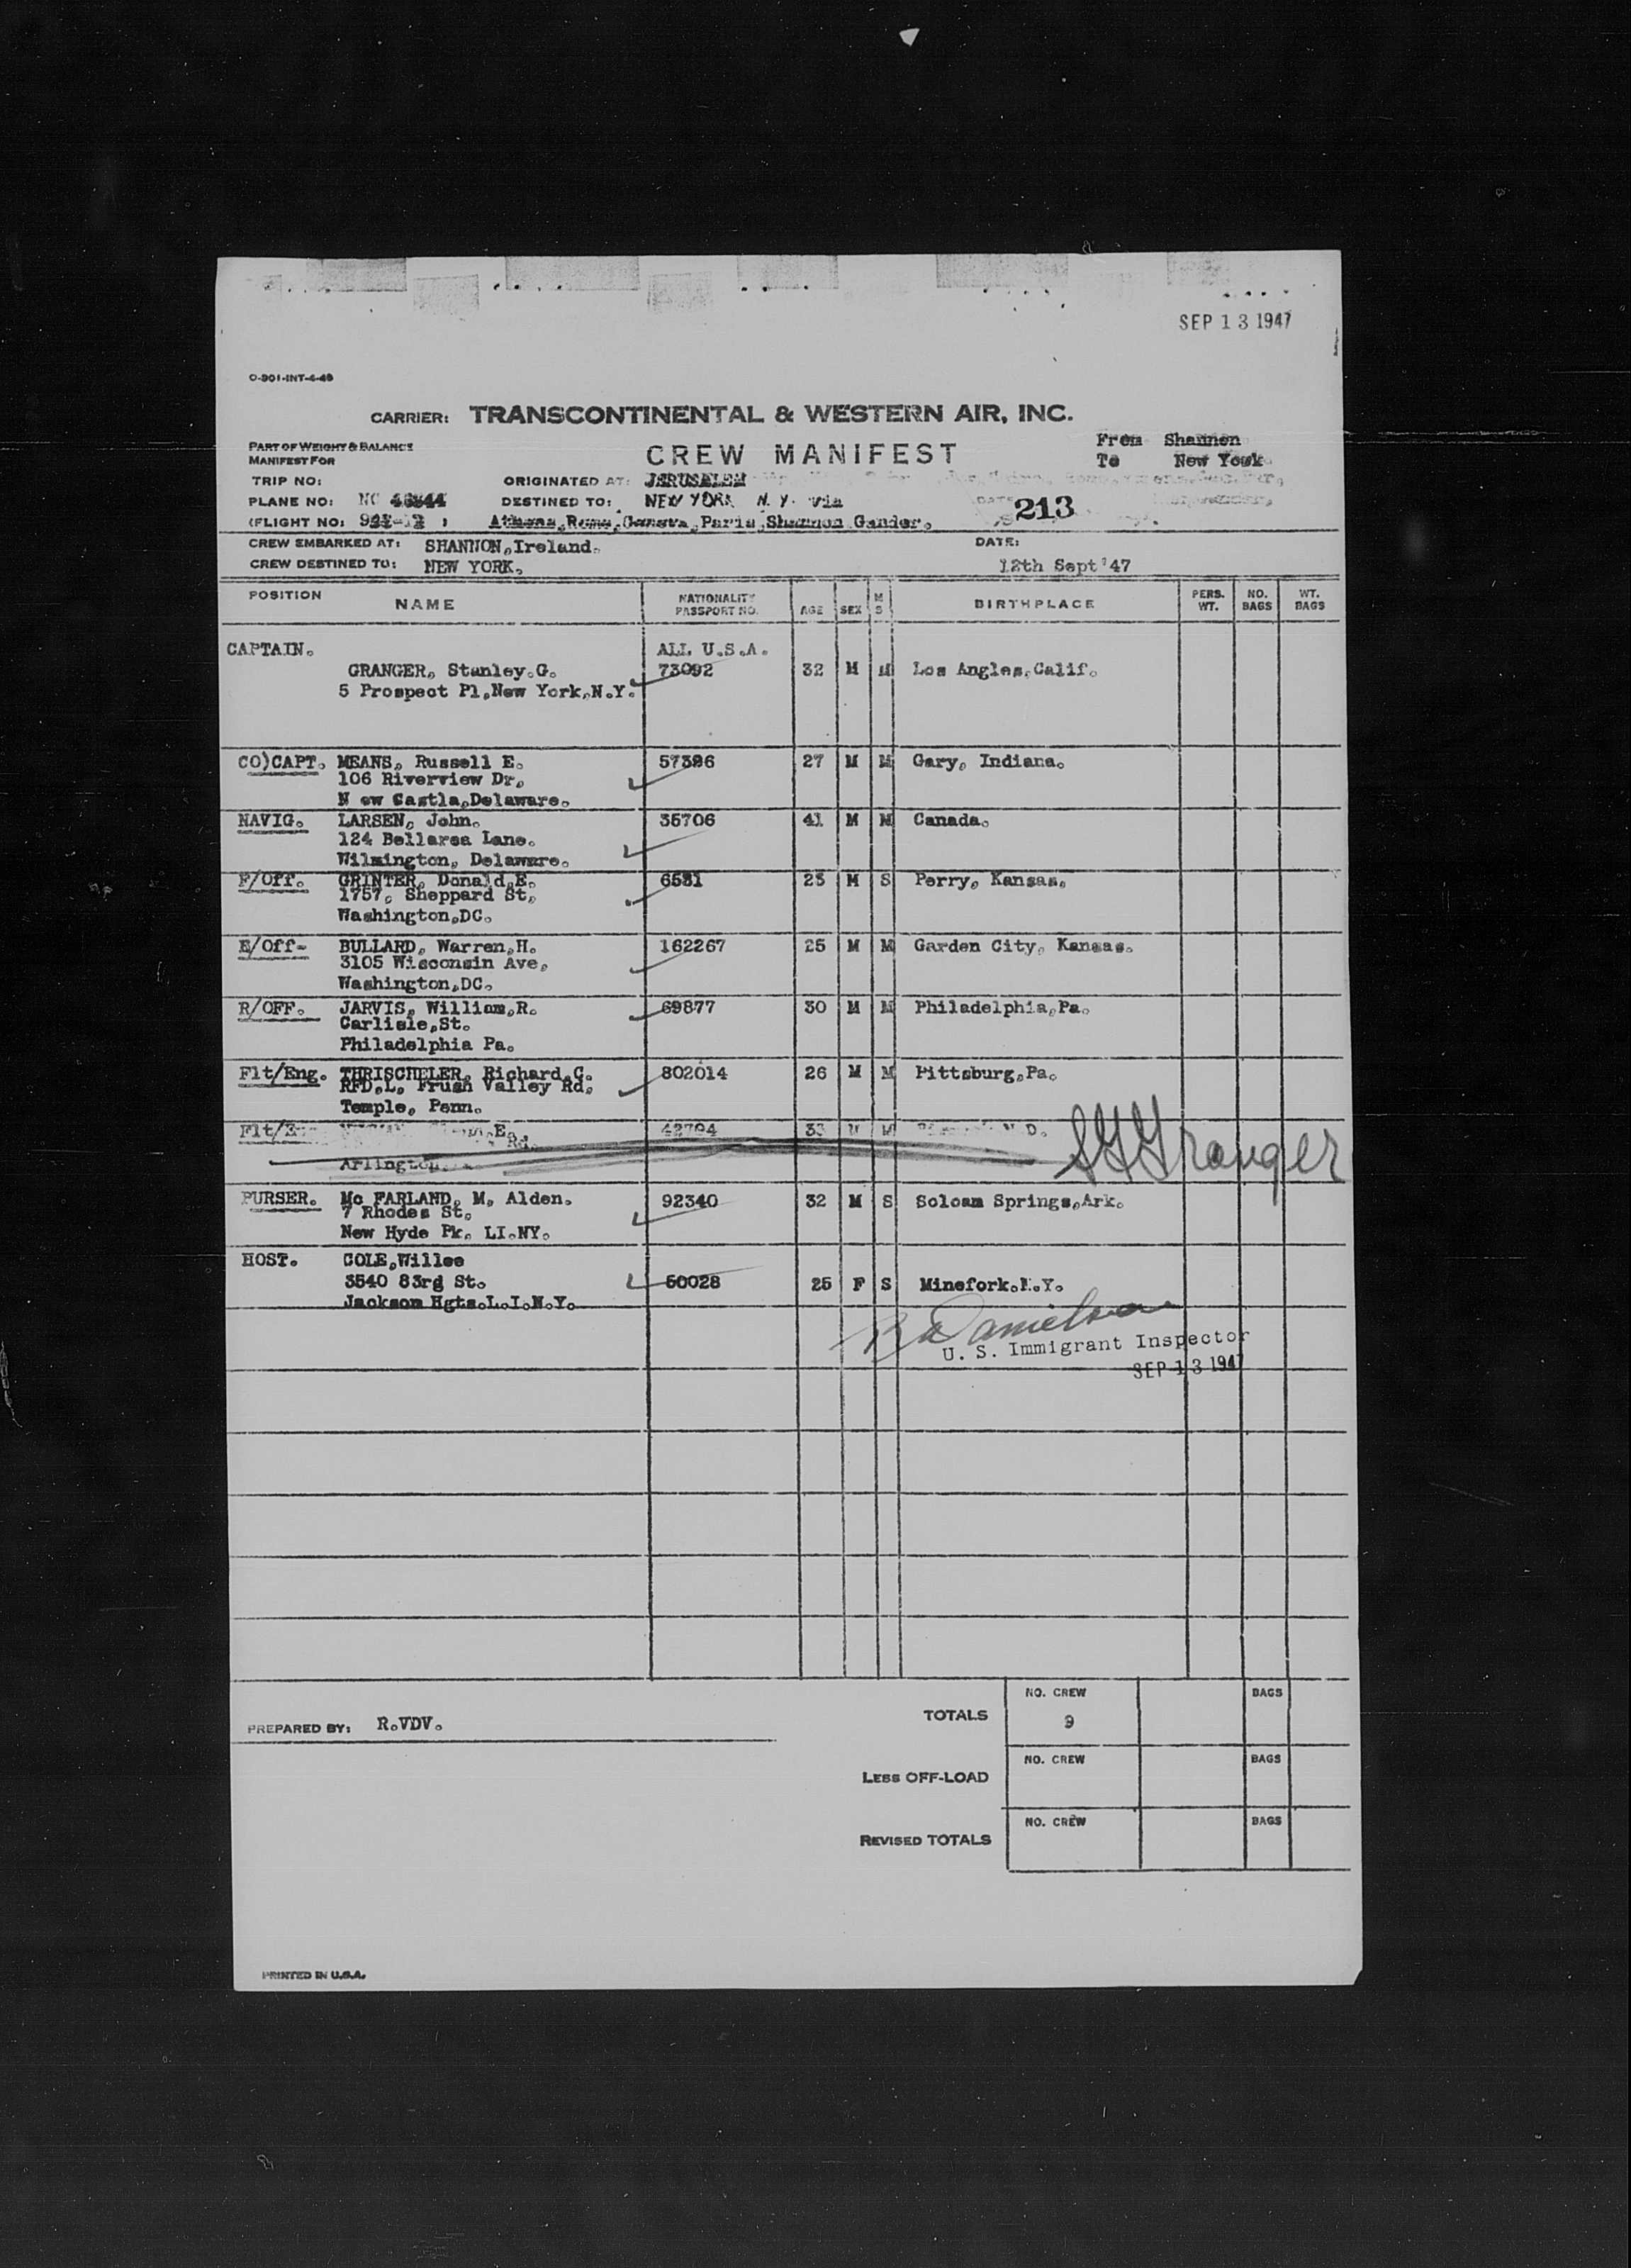 SEP 13 1947
O-901-INT-4-46
CARRIER: TRANSCONTINENTAL & WESTERN AIR, INC.
PART OF WEIGHT & BALANCE
MANIFEST FOR
CREW MANIFEST
From Shannon
To New York
TRIP NO: ORIGINATED AT: JERUSALEM
PLANE NO: NC DESTINED TO: NEW YORK N.Y. via DATE 213
(FLIGHT NO: ) Athens,Rome,Geneva,Paris,Shannon Gander.
CREW EMBARKED AT: SHANNON,Ireland. DATE:
CREW DESTINED TO: NEW YORK. 12th Sept '47
POSITION NAME NATIONALITY PASSPORT NO. AGE SEX M S BIRTHPLACE PERS. WT. NO. BAGS WT. BAGS
CAPTAIN. ALL U.S.A.
GRANGER, Stanley.G. 73092 32 M M Los Angles,Calif.
5 Prospect Pl,New York,N.Y.
CO)CAPT. MEANS, Russell E. 57396 27 M M Gary, Indiana.
106 Riverview Dr,
N ew Castla,Delaware.
NAVIG. LARSEN, John. 35706 41 M M Canada.
124 Bellarea Lane.
Wilmington, Delaware.
F/Off. GRINTER, Donald,E. 6531 23 M S Perry, Kansas.
1757, Sheppard St,
Washington,DC.
E/Off- BULLARD, Warren,H. 162267 25 M M Garden City, Kansas.
3105 Wisconsin Ave,
Washington,DC.
R/OFF. JARVIS, William,R. 69877 30 M M Philadelphia,Pa.
Carlisle,St.
Philadelphia Pa.
Flt/Eng. THRISCHELER, Richard,C. 802014 26 M M Pittsburg,Pa.
RFD.L. Frush Valley Rd,
Temple, Penn.
Flt/E E. 42794 33 M M N.D. SGGranger
Rd.
Arlington
PURSER. Mc FARLAND, M, Alden. 92340 32 M S Soloam Springs,Ark.
7 Rhodes St.
New Hyde Pk. LI.NY.
HOST. COLE,Willee
3540 83rd St. 50028 25 F S Minefork.N.Y.
Jackson Hgts.L.I.N.Y.
B A Danielson
U. S. Immigrant Inspector
SEP 13 1947
NO. CREW BAGS
PREPARED BY: R.VDV. TOTALS 9
NO. CREW BAGS
LESS OFF-LOAD
NO. CREW BAGS
REVISED TOTALS
PRINTED IN U.S.A.